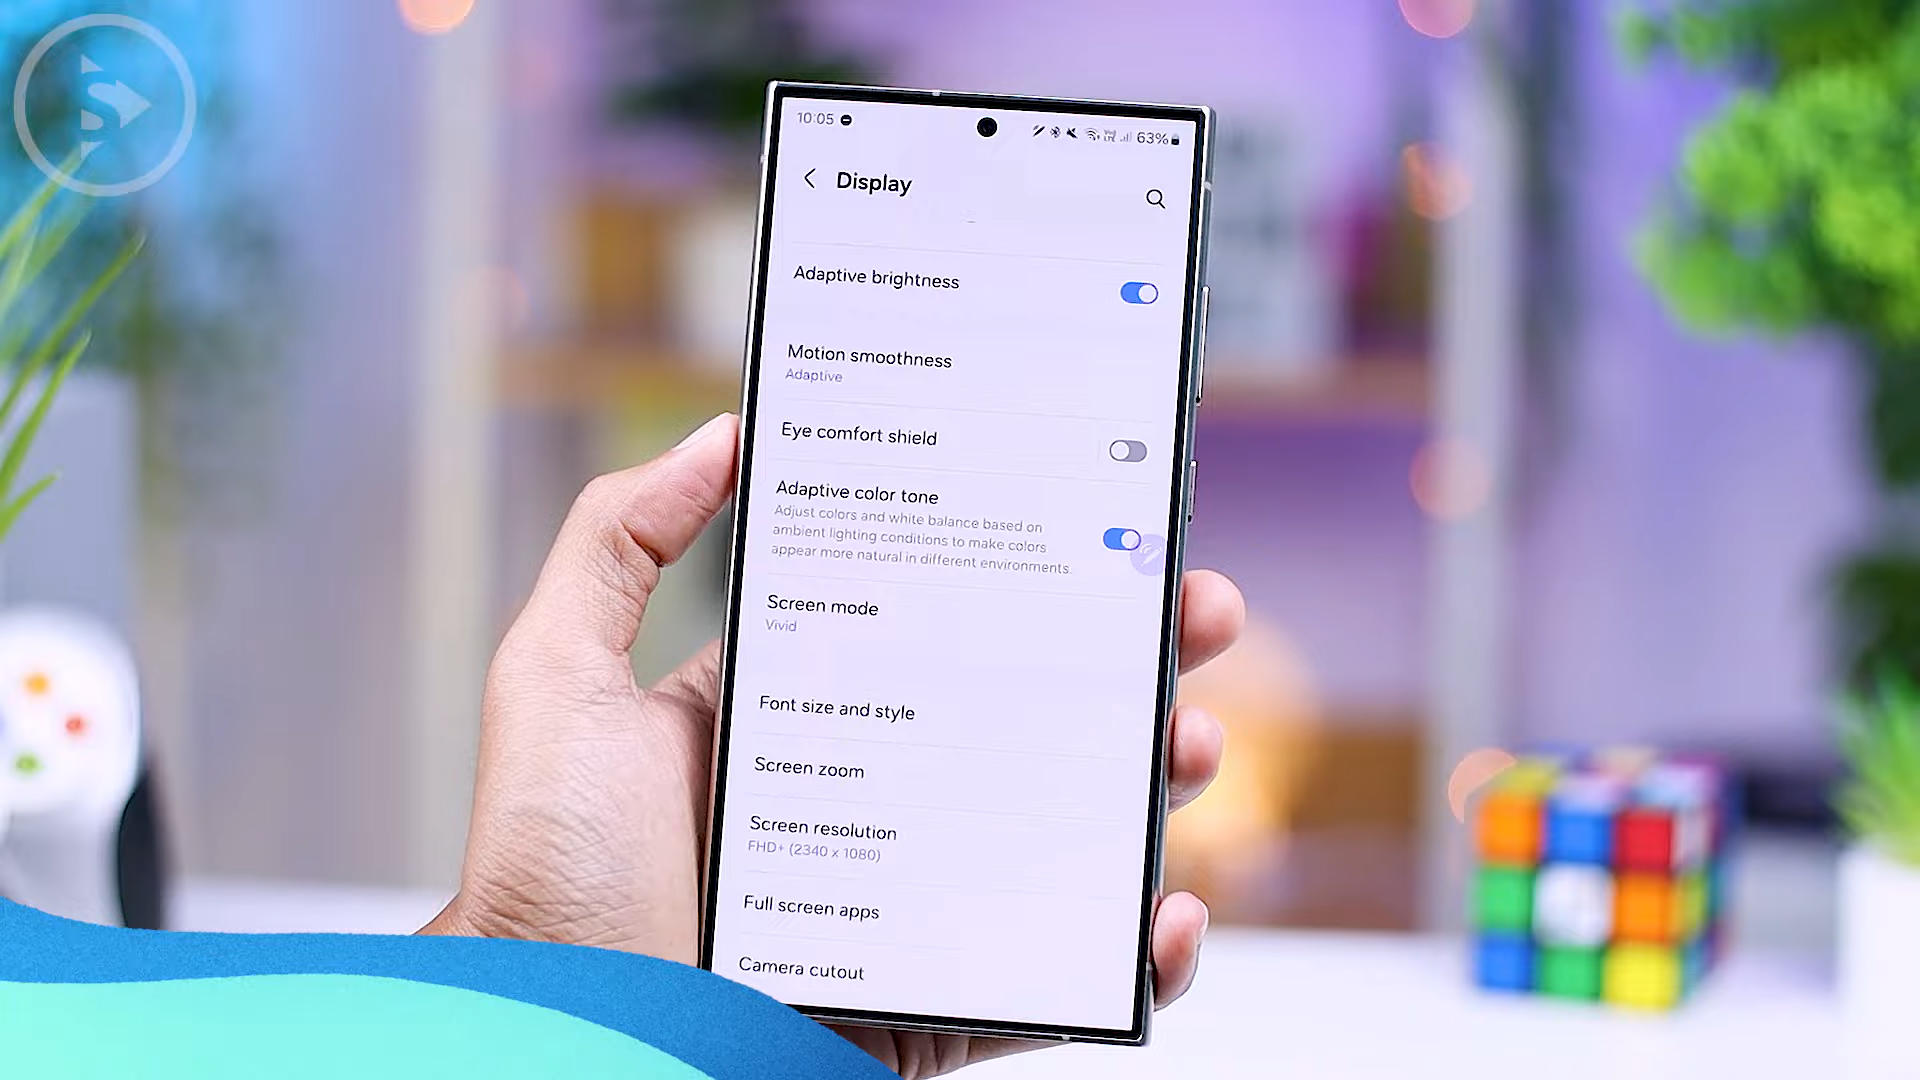 S
10:05 63%
Display
Adaptive brightness
Motion smoothness
Adaptive
Eye comfort shield
Adaptive color tone
Adjust colors and white balance based on
ambient lighting conditions to make colors
appear more natural in different environments.
Screen mode
Vivid
Font size and style
Screen zoom
Screen resolution
FHD+ (2340 x 1080)
Full screen apps
Camera cutout